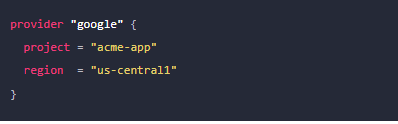 provider "google" {
  project = "acme-app"
  region  = "us-central1"
}